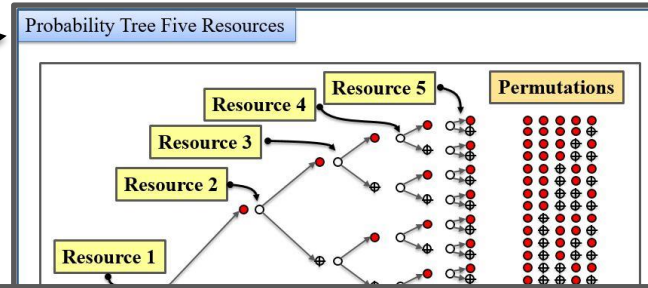 Probability Tree Five Resources
Resource 5
Permutations
Resource 4
Resource 3
Resource 2
Resource 1